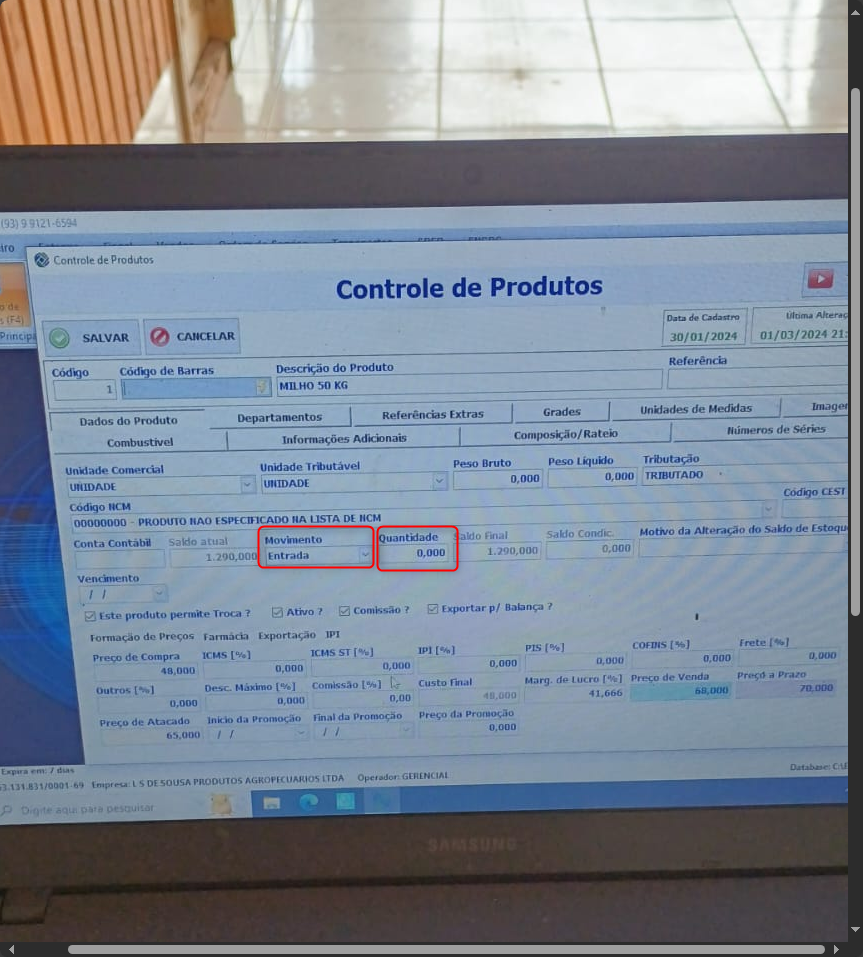 (93) 9 9121-6594
Controle de Produtos
Controle de Produtos
SALVAR CANCELAR
Data de Cadastro
30/01/2024
Última Alteraç
01/03/2024 21:
Código Código de Barras Descrição do Produto Referência
1 MILHO 50 KG
Dados do Produto Departamentos Referências Extras Grades Unidades de Medidas Imager
Combustível Informações Adicionais Composição/Rateio Números de Séries
Unidade Comercial Unidade Tributável Peso Bruto Peso Líquido Tributação
UNIDADE UNIDADE 0,000 0,000 TRIBUTADO
Código NCM Código CEST
00000000 - PRODUTO NAO ESPECIFICADO NA LISTA DE NCM
Conta Contábil Saldo atual Movimento Quantidade Saldo Final Saldo Condic. Motivo da Alteração do Saldo de Estoqu
1.290,000 Entrada 0,000 1.290,000 0,000
Vencimento
/ /
Este produto permite Troca ? Ativo ? Comissão ? Exportar p/ Balança ?
Formação de Preços Farmácia Exportação IPI
Preço de Compra ICMS [%] ICMS ST [%] IPI [%] PIS [%] COFINS [%] Frete [%]
48,000 0,000 0,000 0,000 0,000 0,000 0,000
Outros [%] Desc. Máximo [%] Comissão [%] Custo Final Marg. de Lucro [%] Preço de Venda Preço a Prazo
0,000 0,000 0,00 48,000 41,666 68,000 70,000
Preço de Atacado Inicio da Promoção Final da Promoção Preço da Promoção
65,000 / / / / 0,000
Expira em: 7 dias
63.131.831/0001-69 Empresa: L S DE SOUSA PRODUTOS AGROPECUARIOS LTDA Operador: GERENCIAL Database: C:\
Digite aqui para pesquisar
SAMSUNG